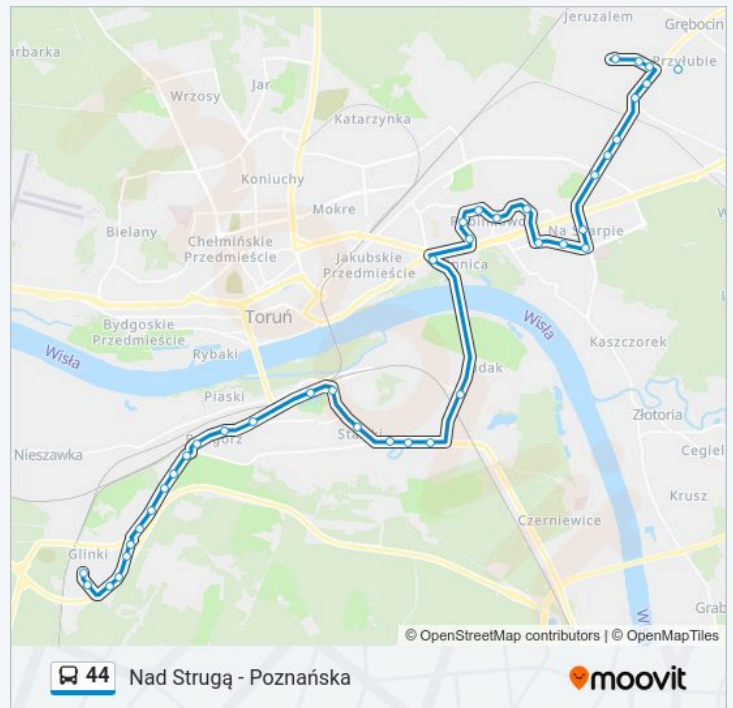 Jeruzalem
Grębocin
arbarka
Przyłubie
Wrzosy
Jar
Katarzynka
Koniuchy
Mokre
Bielany
Chełmińskie
Przedmieście
Jakubskie
Przedmieście
Na Skarpie
Toruń
Wisła
Bydgoskie
Przedmieście
Rybaki
Wisła
Kaszczorek
Piaski
Złotoria
Nieszawka
Cegiel
Krusz
Czerniewice
Glinki
Grab
© OpenStreetMap contributors | © OpenMapTiles
44 Nad Strugą - Poznańska
moovit